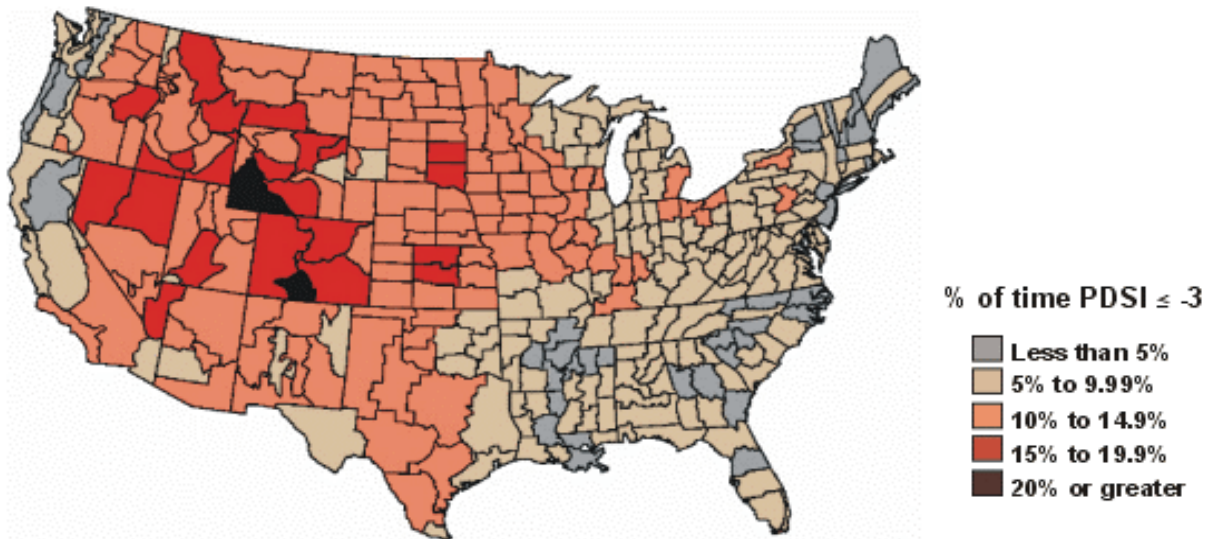 % of time PDSI ≤ -3
Less than 5%
5% to 9.99%
10% to 14.9%
15% to 19.9%
20% or greater